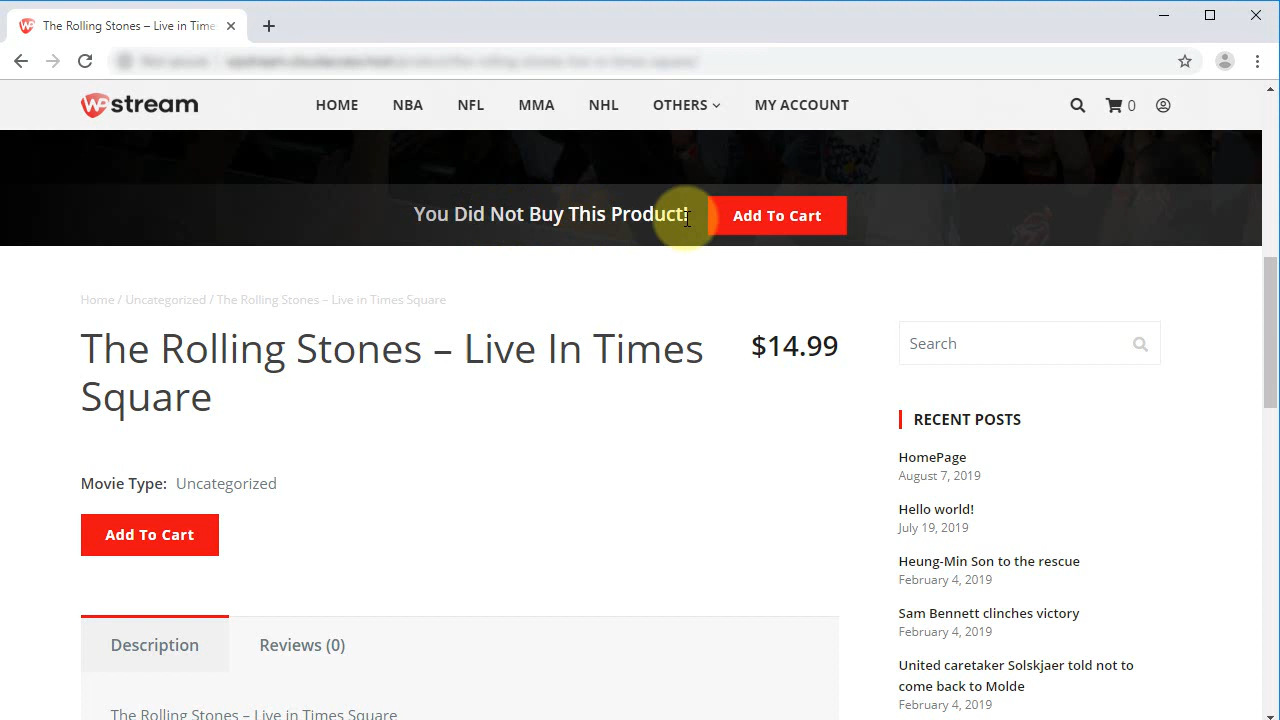 The Rolling Stones – Live in Time
WPstream
HOME NBA NFL MMA NHL OTHERS MY ACCOUNT 0
You Did Not Buy This Product! Add To Cart
Home / Uncategorized / The Rolling Stones – Live in Times Square
The Rolling Stones – Live In Times
Square
$14.99
Movie Type: Uncategorized
Add To Cart
Description Reviews (0)
The Rolling Stones – Live in Times Square
Search
RECENT POSTS
HomePage
August 7, 2019
Hello world!
July 19, 2019
Heung-Min Son to the rescue
February 4, 2019
Sam Bennett clinches victory
February 4, 2019
United caretaker Solskjaer told not to
come back to Molde
February 4, 2019